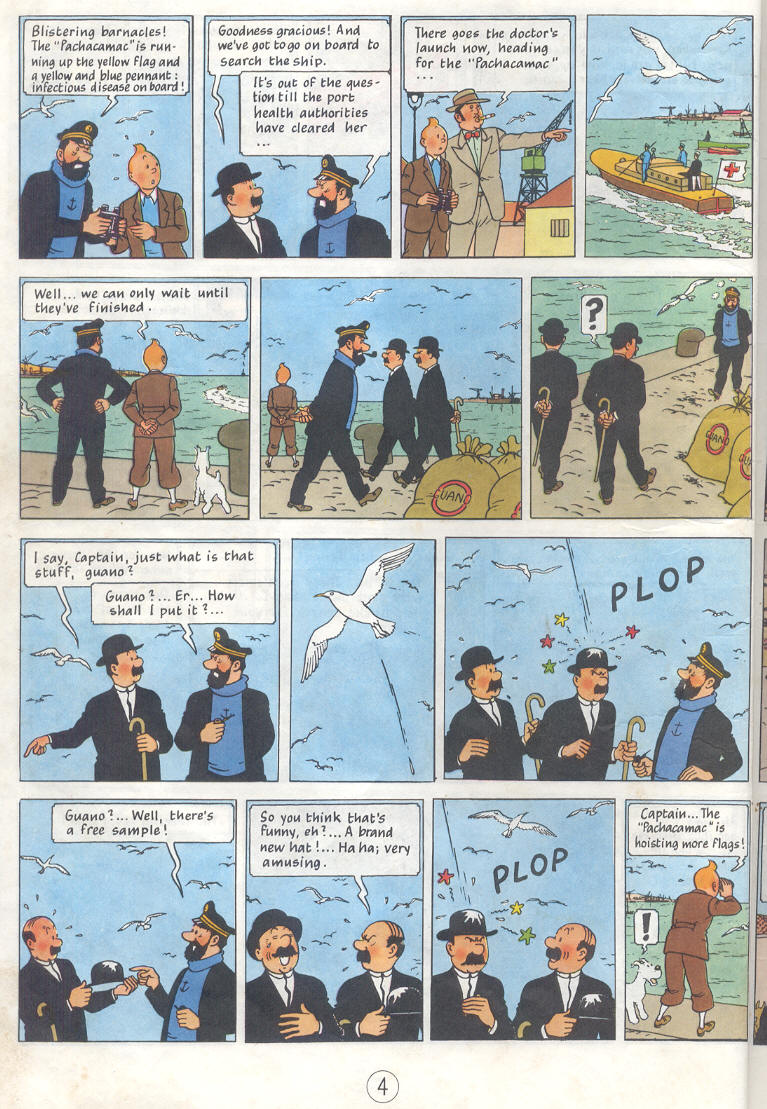 Blistering barnacles!
The "Pachacamac" is run-
ning up the yellow flag and
a yellow and blue pennant :
infectious disease on board!
Goodness gracious! And
we've got to go on board to
search the ship.
It's out of the ques-
tion till the port
health authorities
have cleared her
...
There goes the doctor's
launch now, heading
for the "Pachacamac"
...
Well... we can only wait until
they've finished.
GUANO
?
GUANO
I say, Captain, just what is that
stuff, guano?
Guano?... Er... How
shall I put it?...
PLOP
Guano?... Well, there's
a free sample!
So you think that's
funny, eh?... A brand
new hat!... Ha ha; very
amusing.
PLOP
Captain... The
"Pachacamac" is
hoisting more flags!
!
4